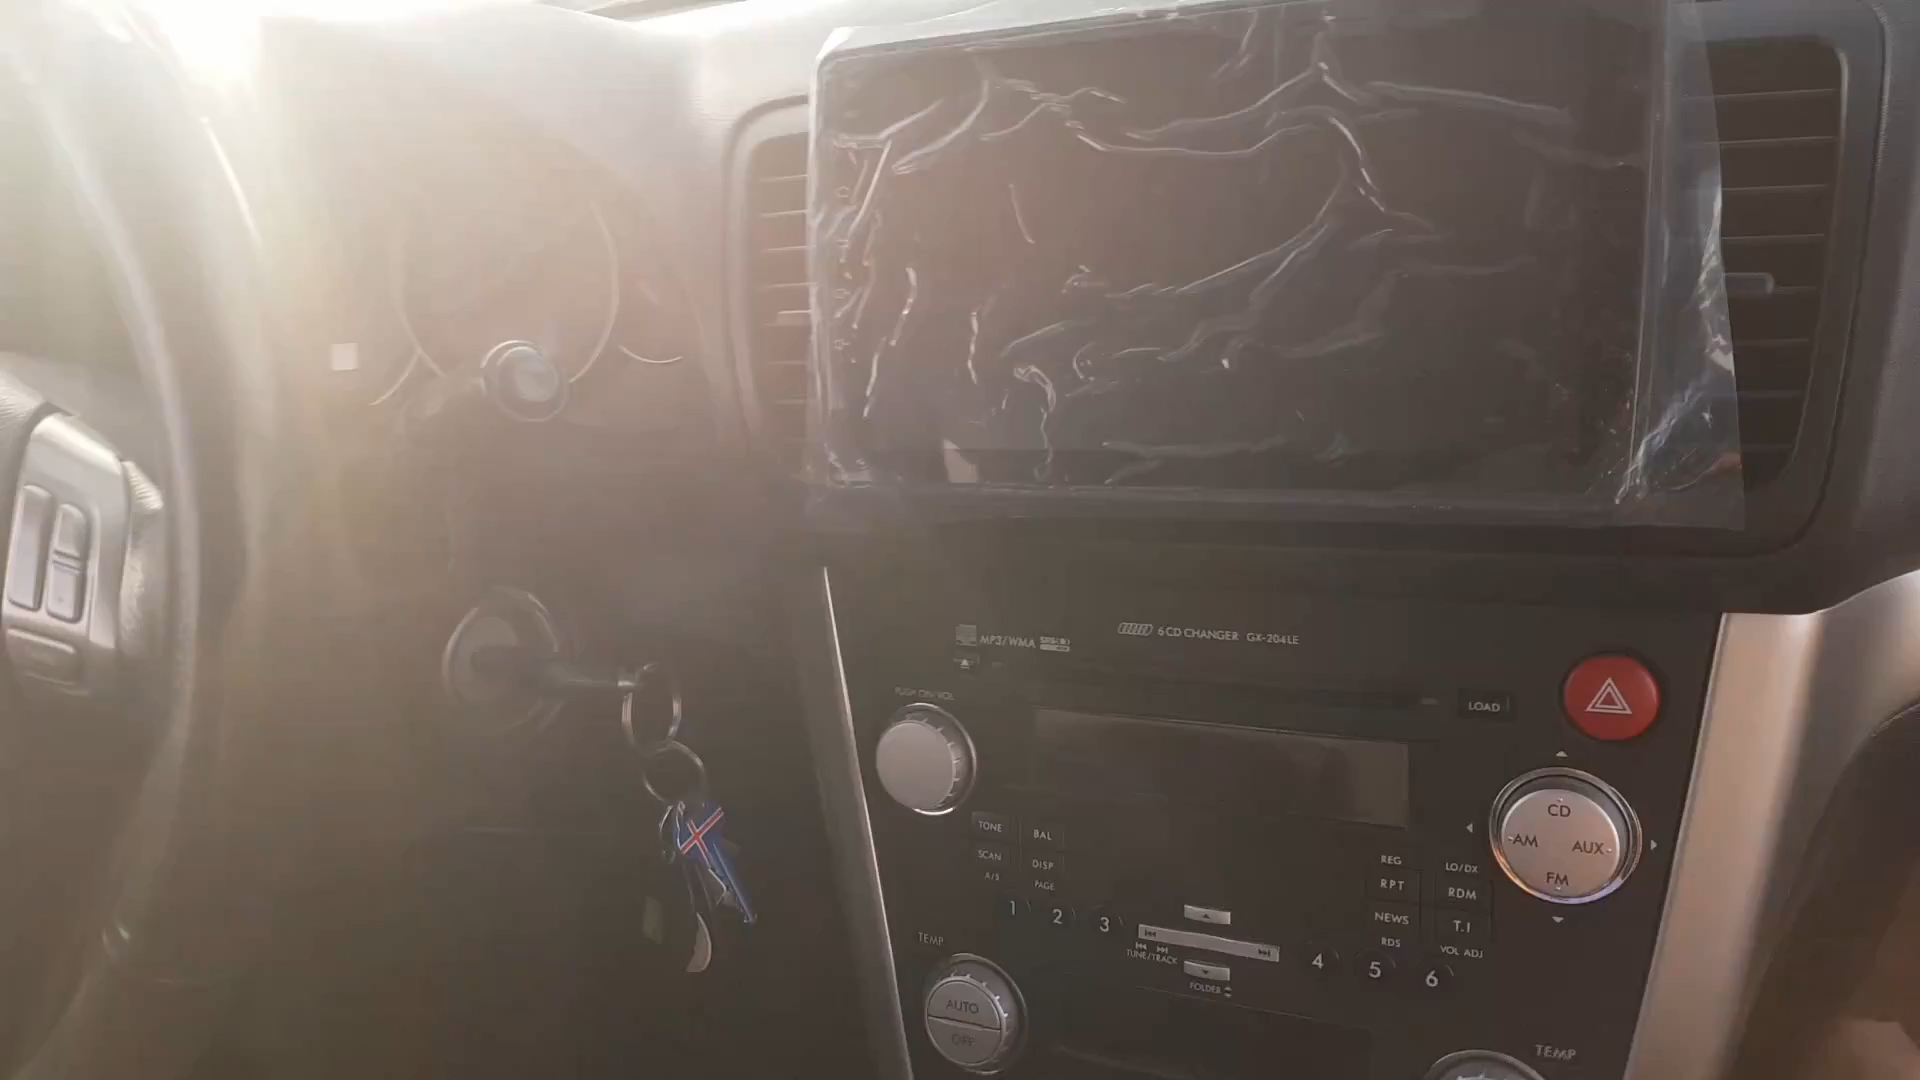 MP3/WMA
6 CD CHANGER GX-204LE
PUSH ON/VOL
LOAD
CD
AM
AUX
FM
TONE
BAL
SCAN
DISP
A/S
PAGE
REG
LO/DX
RPT
RDM
NEWS
T.I
RDS
VOL ADJ
1
2
3
4
5
6
TUNE/TRACK
FOLDER
TEMP
AUTO
OFF
TEMP